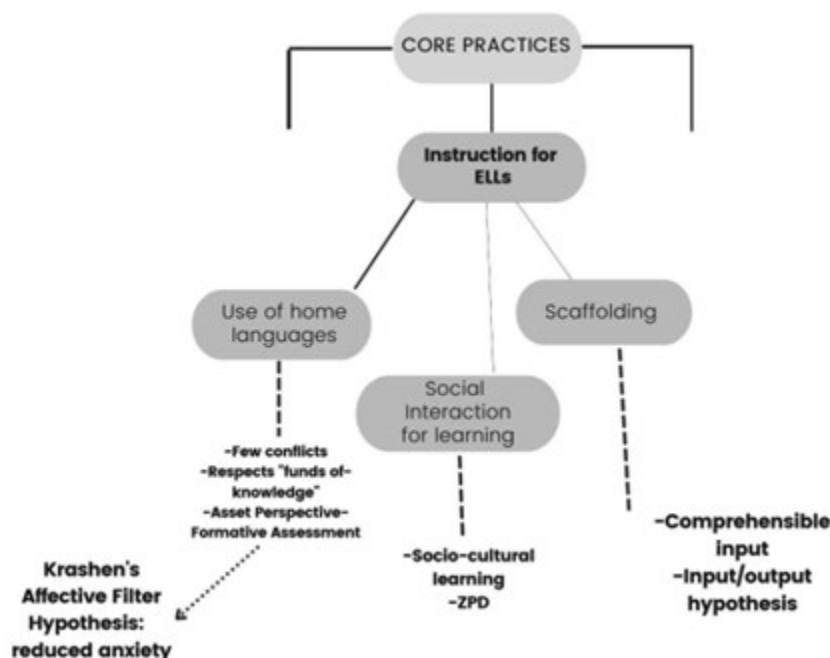 CORE PRACTICES
Instruction for
ELLs
Use of home
languages
Scaffolding
Social
Interaction
for learning
-Few conflicts
-Respects "funds of-
knowledge"
-Asset Perspective-
Formative Assessment
-Socio-cultural
learning
-ZPD
-Comprehensible
input
-Input/output
hypothesis
Krashen's
Affective Filter
Hypothesis:
reduced anxiety